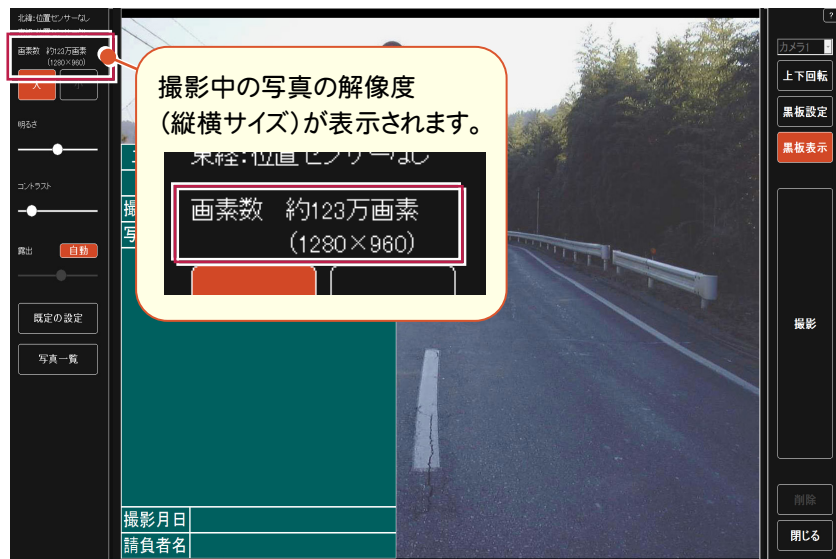 北緯:位置センサーなし
画素数 約123万画素
(1280×960)
大
小
明るさ
コントラスト
露出 自動
既定の設定
写真一覧
撮影中の写真の解像度
(縦横サイズ)が表示されます。
東経:位置センサーなし
画素数 約123万画素
(1280×960)
撮影月日
請負者名
?
カメラ1
上下回転
黒板設定
黒板表示
撮影
削除
閉じる